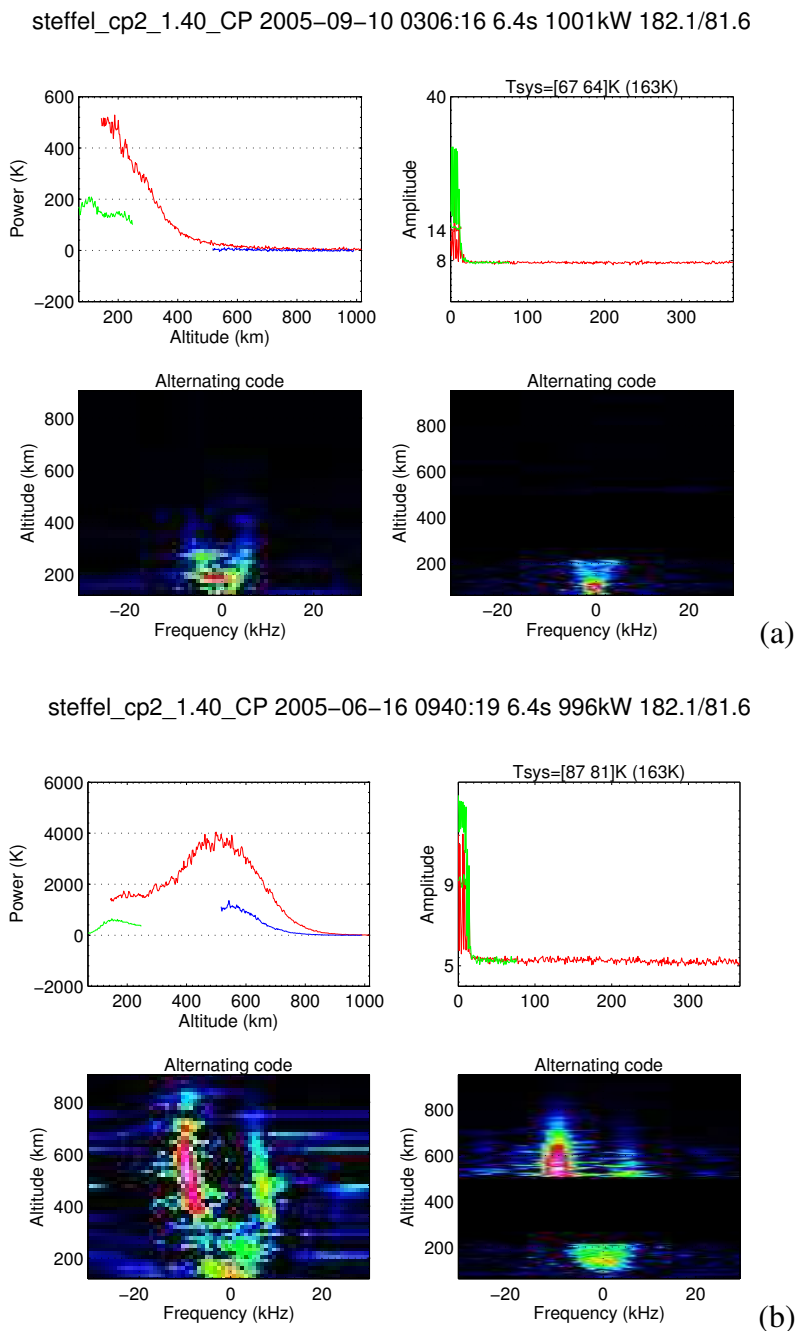 steffel_cp2_1.40_CP 2005−09−10 0306:16 6.4s 1001kW 182.1/81.6
600
400
200
0
−200
Power (K)
200 400 600 800 1000
Altitude (km)
Tsys=[67 64]K (163K)
40
14
8
Amplitude
0 100 200 300
Alternating code
800
600
400
200
Altitude (km)
−20 0 20
Frequency (kHz)
Alternating code
800
600
400
200
Altitude (km)
−20 0 20
Frequency (kHz)
(a)
steffel_cp2_1.40_CP 2005−06−16 0940:19 6.4s 996kW 182.1/81.6
6000
4000
2000
0
−2000
Power (K)
200 400 600 800 1000
Altitude (km)
Tsys=[87 81]K (163K)
9
5
Amplitude
0 100 200 300
Alternating code
800
600
400
200
Altitude (km)
−20 0 20
Frequency (kHz)
Alternating code
800
600
400
200
Altitude (km)
−20 0 20
Frequency (kHz)
(b)